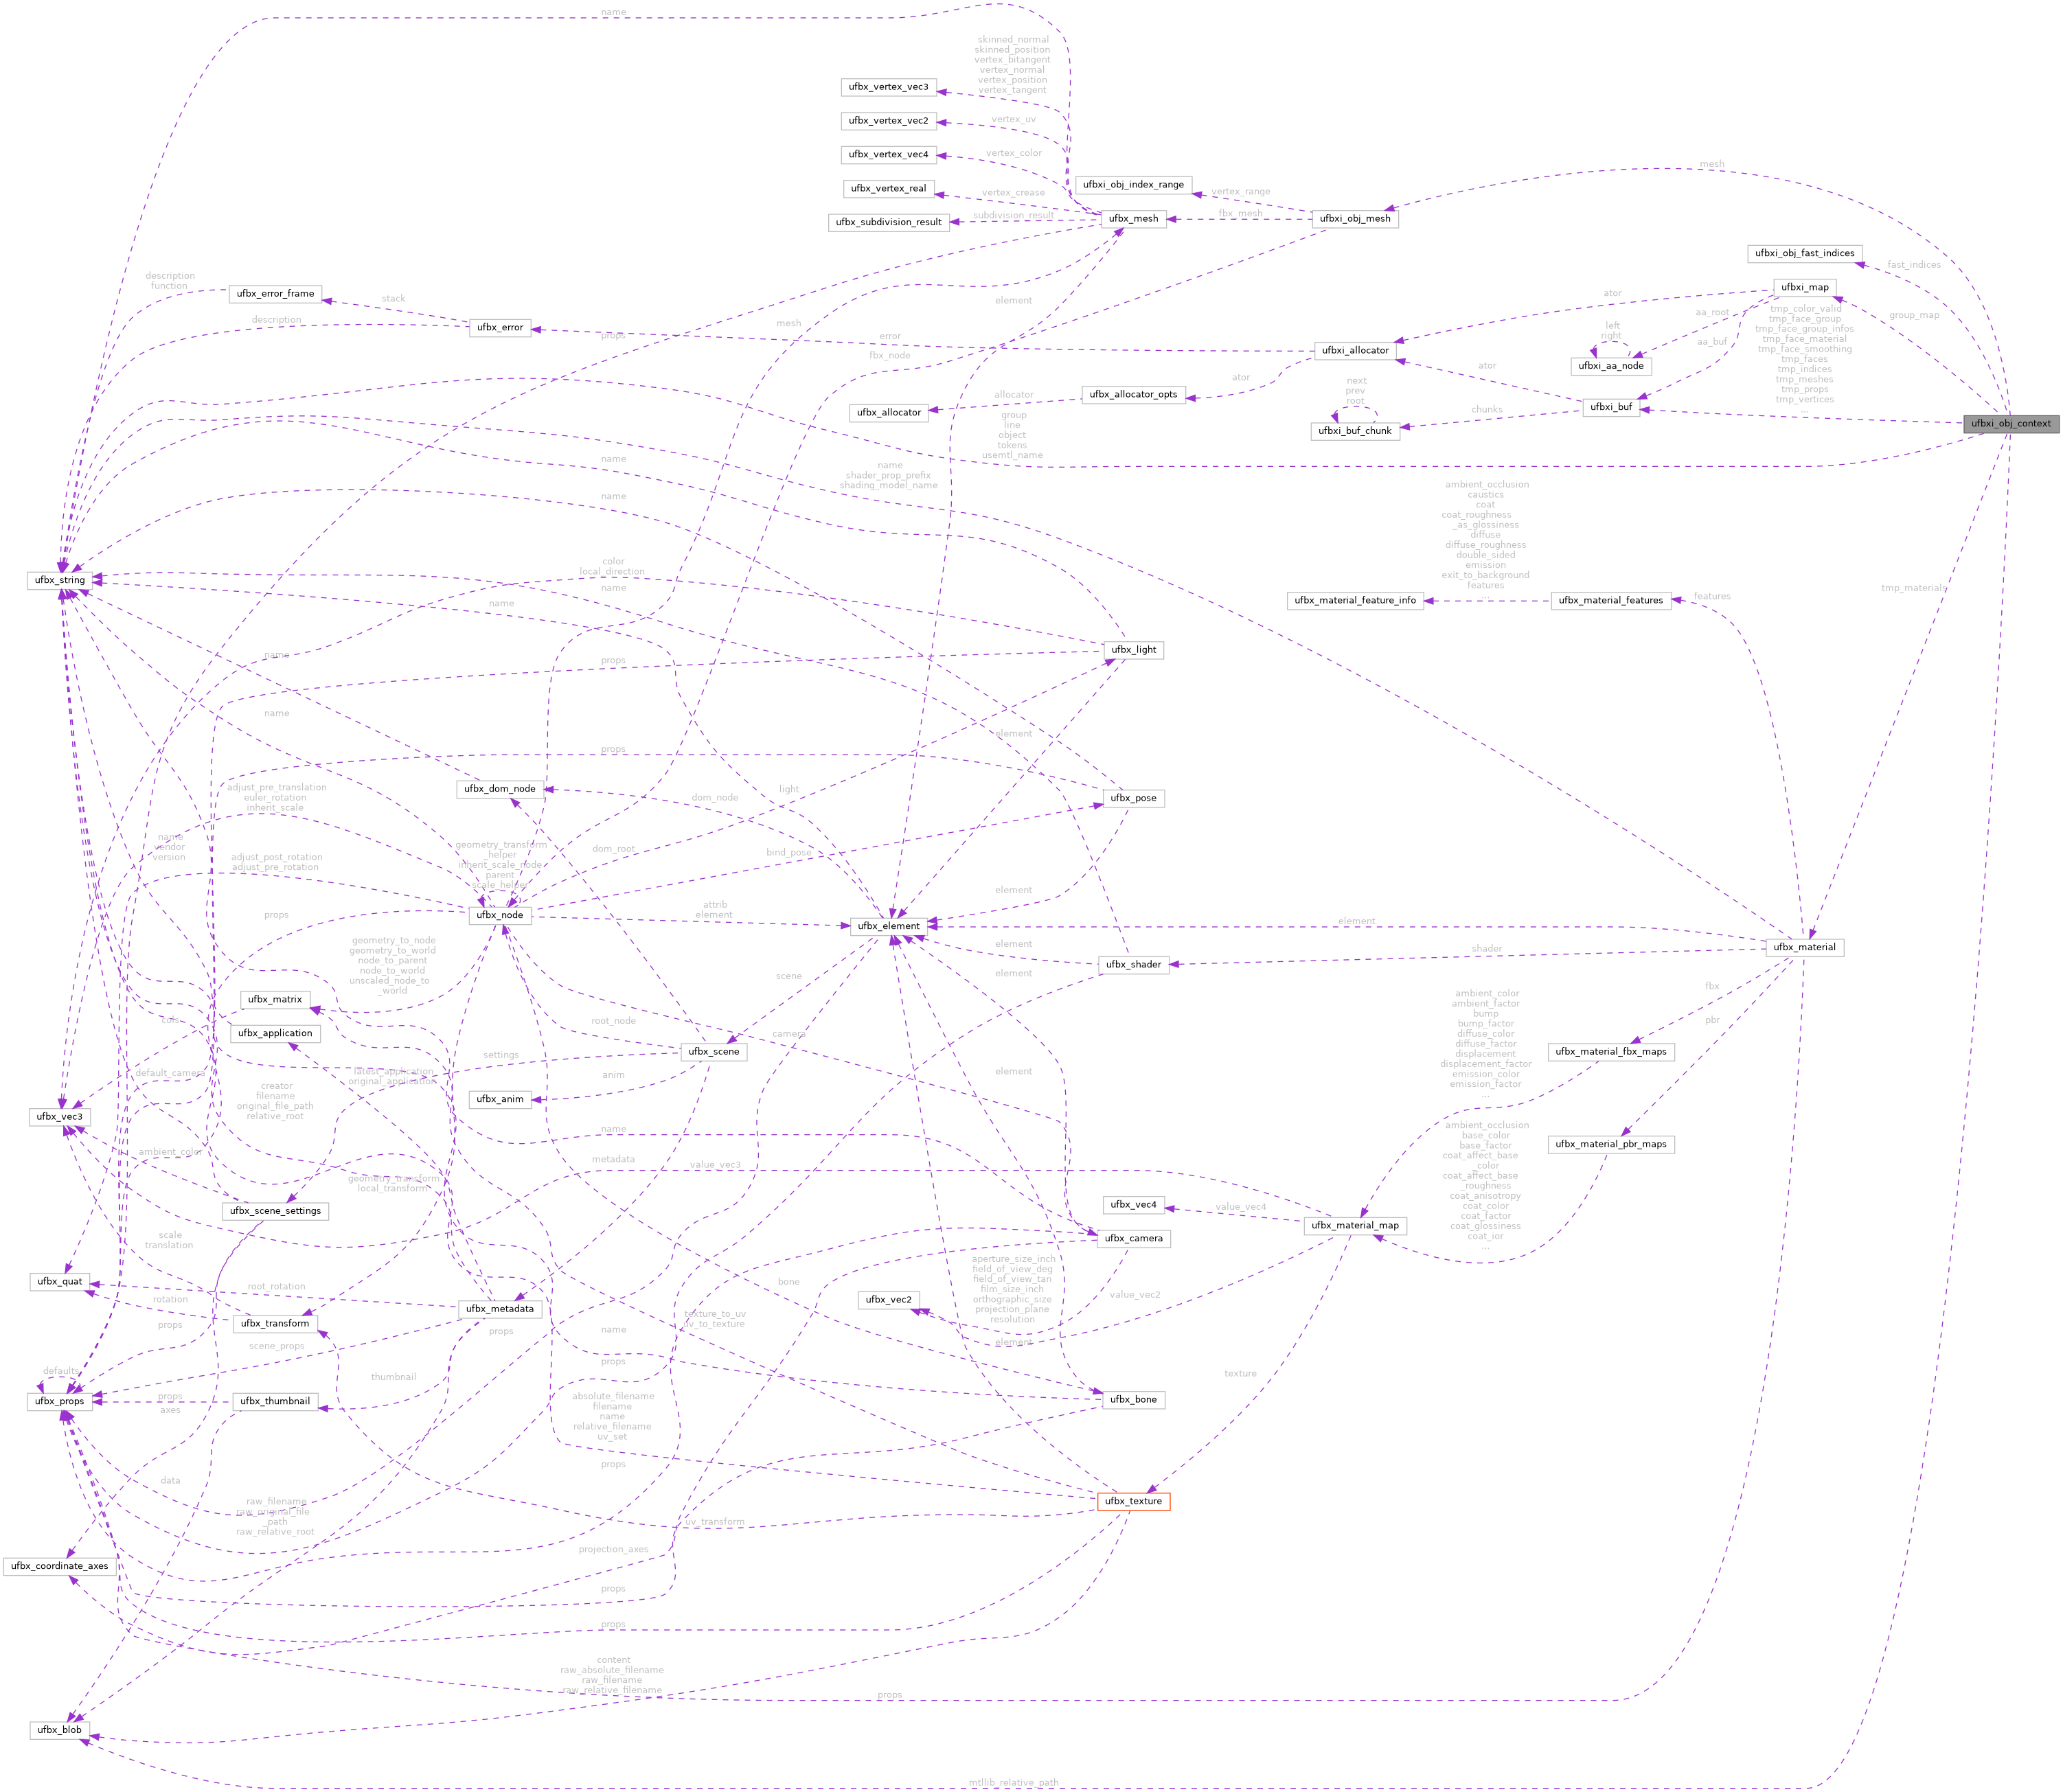 name
skinned_normal
skinned_position
vertex_bitangent
vertex_normal
vertex_position
vertex_tangent
ufbx_vertex_vec3
ufbx_vertex_vec2
vertex_uv
ufbx_vertex_vec4
vertex_color
ufbx_vertex_real
vertex_crease
ufbx_subdivision_result
subdivision_result
ufbx_mesh
ufbxi_obj_index_range
vertex_range
fbx_mesh
ufbxi_obj_mesh
mesh
ufbxi_obj_fast_indices
fast_indices
ufbxi_map
group_map
ator
aa_root
aa_buf
left
right
ufbxi_aa_node
tmp_color_valid
tmp_face_group
tmp_face_group_infos
tmp_face_material
tmp_face_smoothing
tmp_faces
tmp_indices
tmp_meshes
tmp_props
tmp_vertices
...
ufbxi_obj_context
ufbxi_buf
ator
chunks
next
prev
root
ufbxi_buf_chunk
ufbxi_allocator
error
ator
ufbx_allocator_opts
allocator
ufbx_allocator
description
function
ufbx_error_frame
stack
description
ufbx_error
element
mesh
props
fbx_node
group
line
object
tokens
usemtl_name
name
name
shader_prop_prefix
shading_model_name
name
ambient_occlusion
caustics
coat
coat_roughness
_as_glossiness
diffuse
diffuse_roughness
double_sided
emission
exit_to_background
features
...
ufbx_string
color
local_direction
name
name
ufbx_material_feature_info
ufbx_material_features
features
tmp_materials
ufbx_light
name
props
name
element
props
ufbx_dom_node
dom_node
light
ufbx_pose
adjust_pre_translation
euler_rotation
inherit_scale
name
vendor
version
adjust_post_rotation
adjust_pre_rotation
geometry_transform
_helper
inherit_scale_node
parent
scale_helper
dom_root
bind_pose
element
ufbx_node
attrib
element
ufbx_element
element
element
ufbx_material
props
geometry_to_node
geometry_to_world
node_to_parent
node_to_world
unscaled_node_to
_world
element
scene
ufbx_shader
shader
ufbx_matrix
cols
ufbx_application
root_node
camera
ufbx_scene
settings
anim
element
fbx
pbr
ambient_color
ambient_factor
bump
bump_factor
diffuse_color
diffuse_factor
displacement
displacement_factor
emission_color
emission_factor
...
ufbx_material_fbx_maps
default_camera
latest_application
original_application
creator
filename
original_file_path
relative_root
ufbx_anim
ufbx_vec3
name
ambient_occlusion
base_color
base_factor
coat_affect_base
_color
coat_affect_base
_roughness
coat_anisotropy
coat_color
coat_factor
coat_glossiness
coat_ior
...
ufbx_material_pbr_maps
ambient_color
metadata
value_vec3
geometry_transform
local_transform
ufbx_scene_settings
ufbx_vec4
value_vec4
ufbx_material_map
ufbx_camera
scale
translation
aperture_size_inch
field_of_view_deg
field_of_view_tan
film_size_inch
orthographic_size
projection_plane
resolution
ufbx_quat
root_rotation
rotation
bone
ufbx_vec2
value_vec2
ufbx_metadata
ufbx_transform
props
texture_to_uv
uv_to_texture
props
name
element
scene_props
props
defaults
thumbnail
texture
ufbx_props
props
axes
ufbx_thumbnail
absolute_filename
filename
name
relative_filename
uv_set
ufbx_bone
props
data
raw_filename
raw_original_file
_path
raw_relative_root
ufbx_texture
uv_transform
projection_axes
ufbx_coordinate_axes
props
props
content
raw_absolute_filename
raw_filename
raw_relative_filename
props
ufbx_blob
mtllib_relative_path